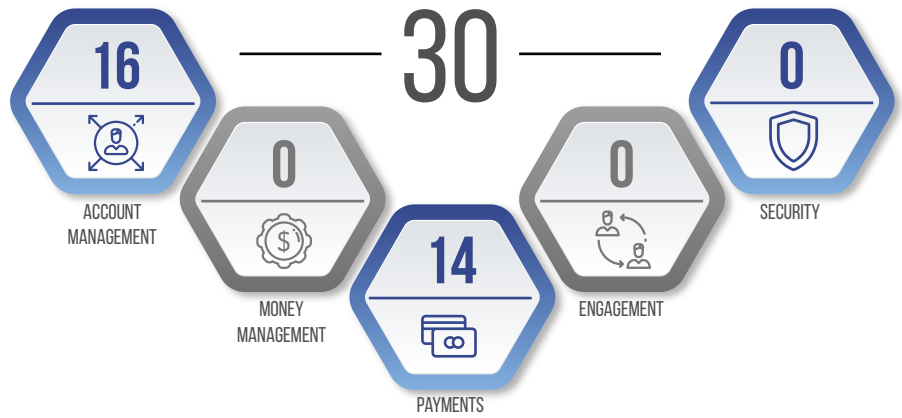 30
16
ACCOUNT
MANAGEMENT
0
$
MONEY
MANAGEMENT
14
PAYMENTS
0
ENGAGEMENT
0
SECURITY